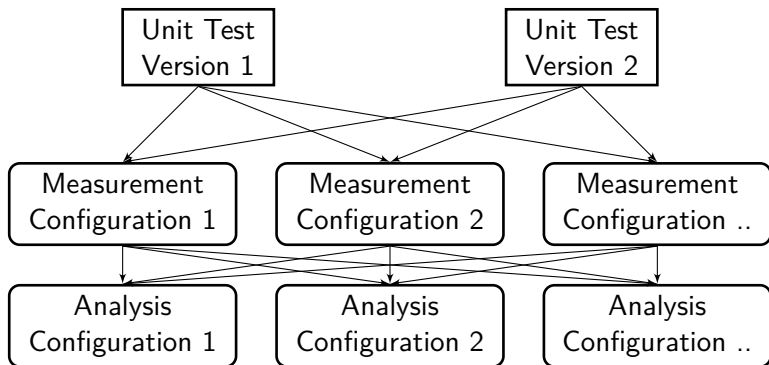 Unit Test
Version 1
Unit Test
Version 2
Measurement
Configuration 1
Measurement
Configuration 2
Measurement
Configuration ..
Analysis
Configuration 1
Analysis
Configuration 2
Analysis
Configuration ..